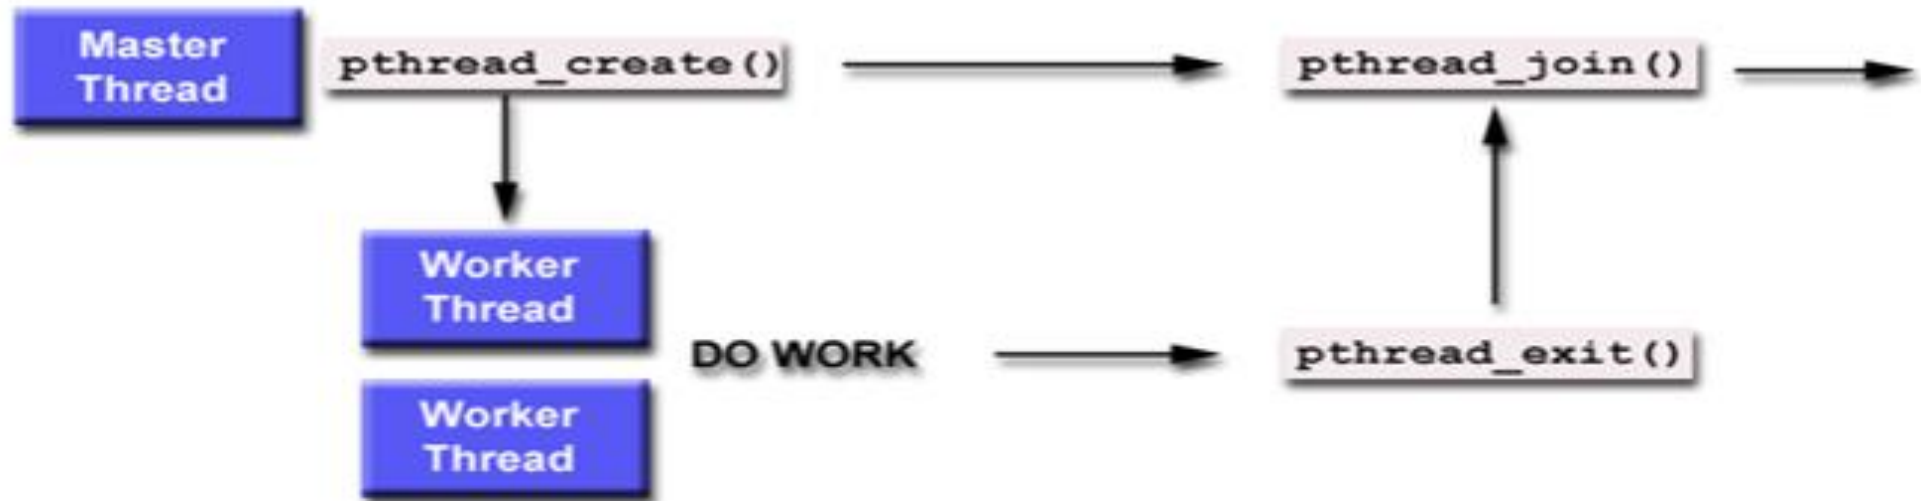 Master
Thread
pthread_create()
pthread_join()
Worker
Thread
DO WORK
pthread_exit()
Worker
Thread